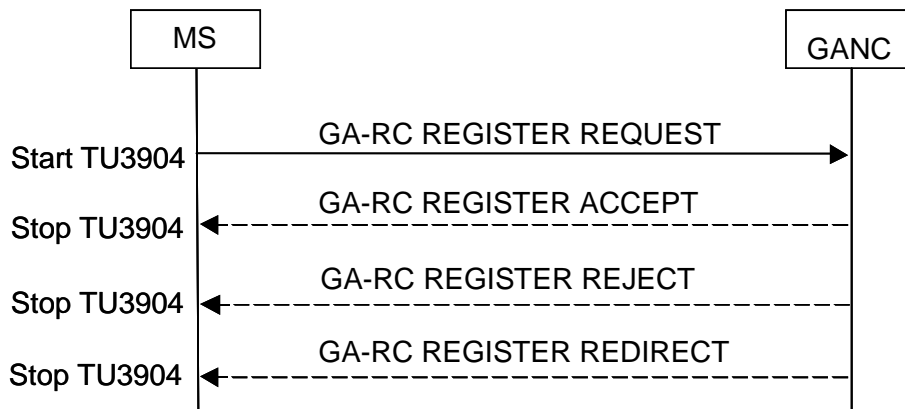 MS
GANC
GA-RC REGISTER REQUEST
Start TU3904
GA-RC REGISTER ACCEPT
Stop TU3904
GA-RC REGISTER REJECT
Stop TU3904
GA-RC REGISTER REDIRECT
Stop TU3904